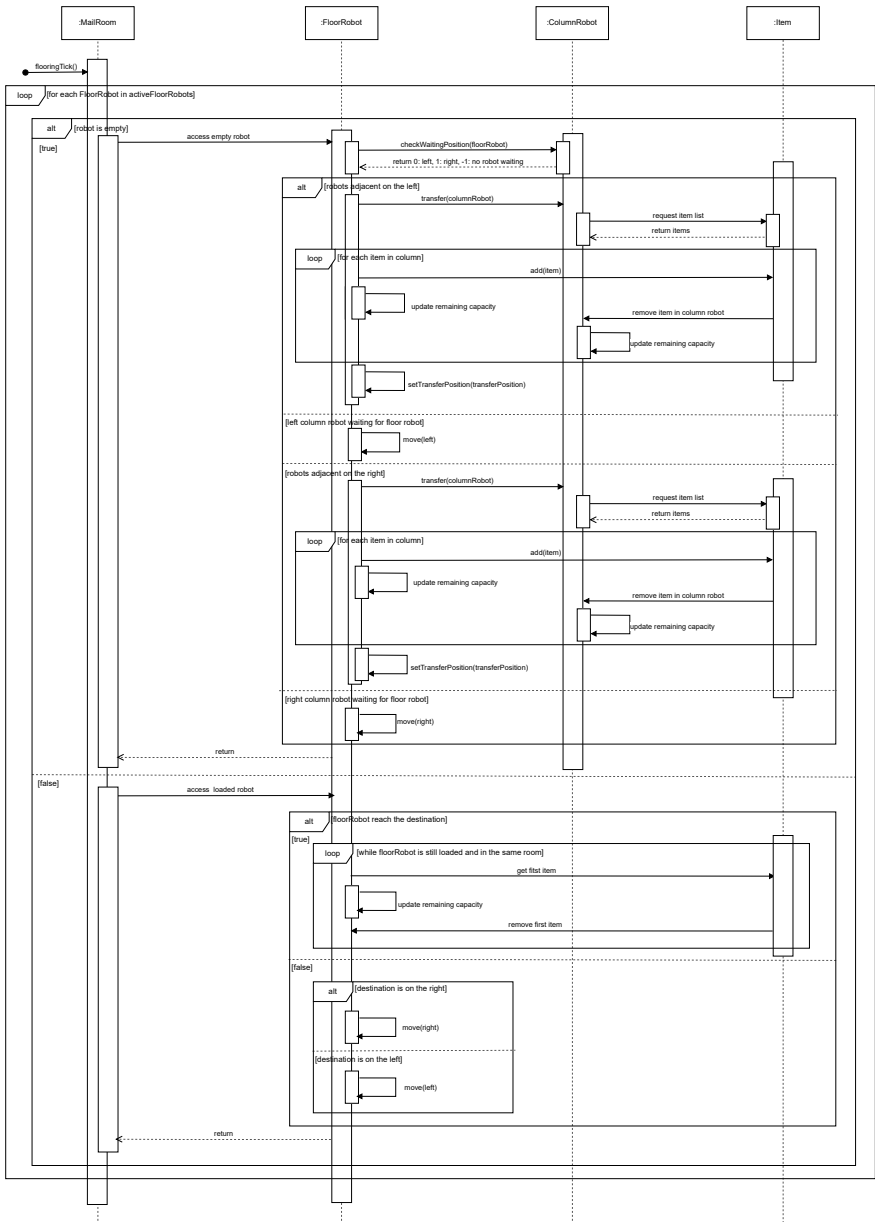 :MailRoom
:FloorRobot
:ColumnRobot
:Item
flooringTick()
loop
[for each FloorRobot in activeFloorRobots]
alt
[robot is empty]
[true]
access empty robot
checkWaitingPosition(floorRobot)
return 0: left, 1: right, -1: no robot waiting
alt
[robots adjacent on the left]
transfer(columnRobot)
request item list
return items
loop
[for each item in column]
add(item)
update remaining capacity
remove item in column robot
update remaining capacity
setTransferPosition(transferPosition)
[left column robot waiting for floor robot]
move(left)
[robots adjacent on the right]
transfer(columnRobot)
request item list
return items
loop
[for each item in column]
add(item)
update remaining capacity
remove item in column robot
update remaining capacity
setTransferPosition(transferPosition)
[right column robot waiting for floor robot]
move(right)
return
[false]
access loaded robot
alt
[floorRobot reach the destination]
[true]
loop
[while floorRobot is still loaded and in the same room]
get fitst item
update remaining capacity
remove first item
[false]
alt
[destination is on the right]
move(right)
[destination is on the left]
move(left)
return